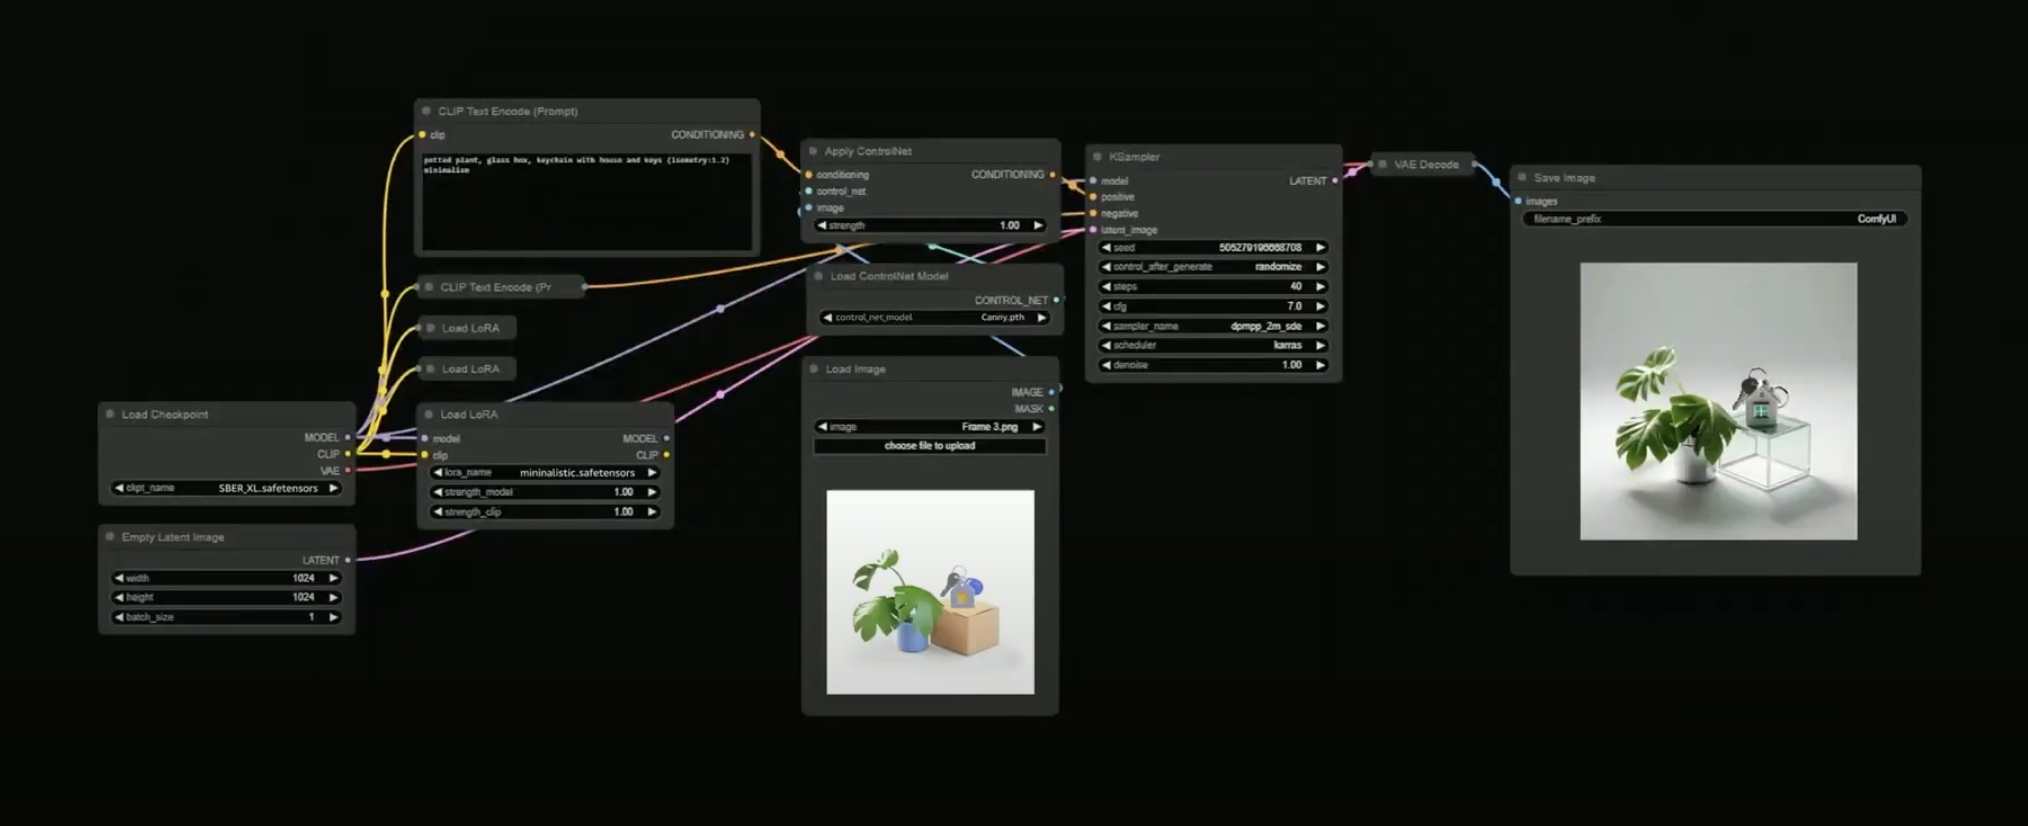 CLIP Text Encode (Prompt)
clip CONDITIONING
potted plant, glass box, keychain with house and keys (isometry:1.2)
minimalism
CLIP Text Encode (Pr
Load LoRA
Load LoRA
Load Checkpoint
MODEL
CLIP
VAE
ckpt_name SBER_XL.safetensors
Empty Latent Image
LATENT
width 1024
height 1024
batch_size 1
Load LoRA
model MODEL
clip CLIP
lora_name mininalistic.safetensors
strength_model 1.00
strength_clip 1.00
Apply ControlNet
conditioning CONDITIONING
control_net
image
strength 1.00
Load ControlNet Model
CONTROL_NET
control_net_model Canny.pth
Load Image
IMAGE
MASK
image Frame 3.png
choose file to upload
KSampler
model LATENT
positive
negative
latent_image
seed
control_after_generate randomize
steps 40
cfg 7.0
sampler_name dpmpp_2m_sde
scheduler karras
denoise 1.00
VAE Decode
Save Image
images
filename_prefix ComfyUI